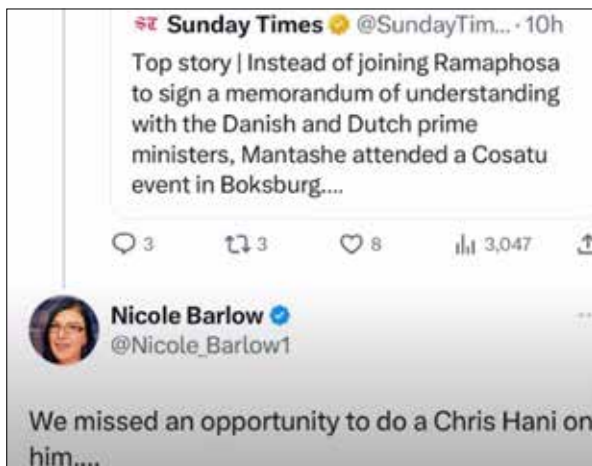 ST Sunday Times @SundayTim... · 10h
Top story | Instead of joining Ramaphosa
to sign a memorandum of understanding
with the Danish and Dutch prime
ministers, Mantashe attended a Cosatu
event in Boksburg....
3 3 8 3,047
Nicole Barlow
@Nicole_Barlow1
We missed an opportunity to do a Chris Hani on
him....